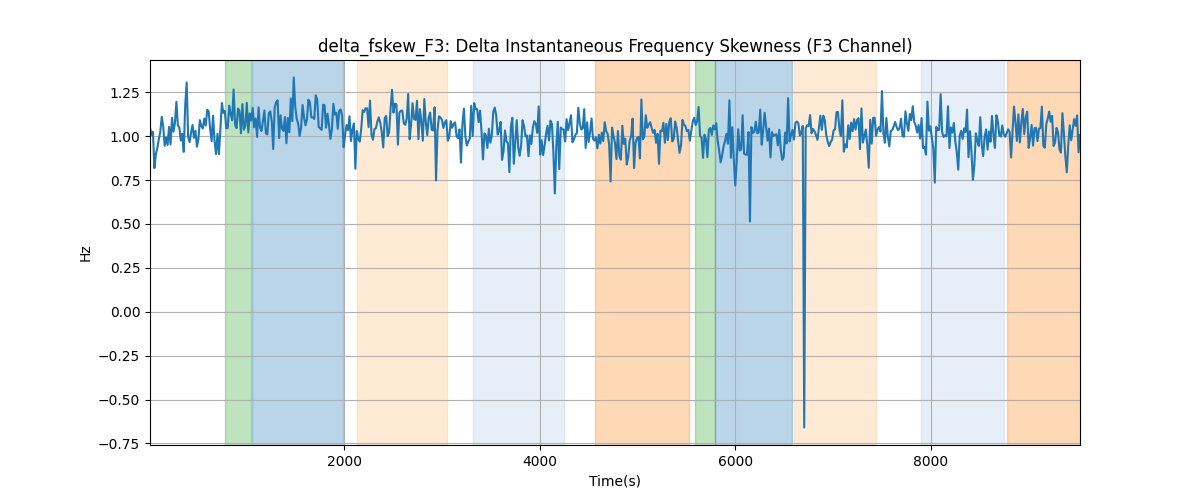 delta_fskew_F3: Delta Instantaneous Frequency Skewness (F3 Channel)
1.25
1.00
0.75
0.50
0.25
0.00
−0.25
−0.50
−0.75
Hz
2000 4000 6000 8000
Time(s)